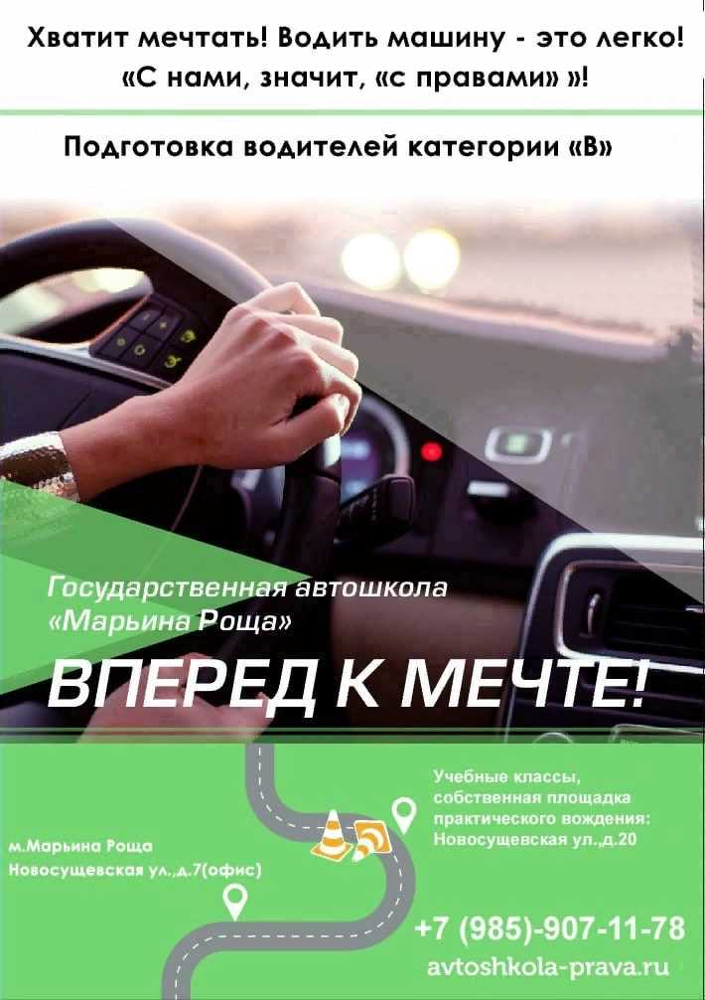 Хватит мечтать! Водить машину - это легко!
«С нами, значит, «с правами» »!
Подготовка водителей категории «В»
Государственная автошкола
«Марьина Роща»
ВПЕРЕД К МЕЧТЕ!
Учебные классы,
собственная площадка
практического вождения:
Новосущевская ул.,д.20
м.Марьина Роща
Новосущевская ул.,д.7(офис)
+7 (985)-907-11-78
avtoshkola-prava.ru